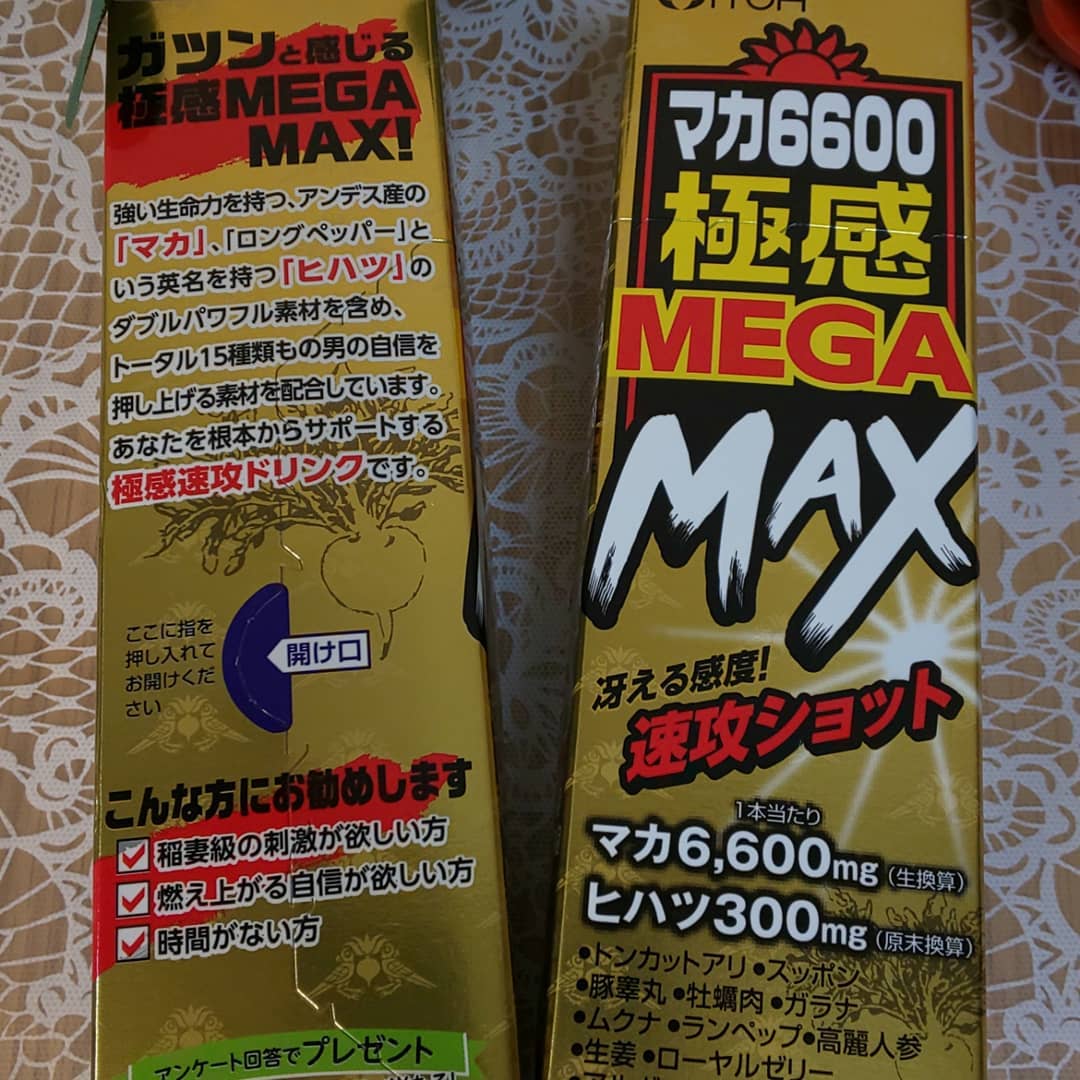 ガツンと感じる
極感MEGA
MAX!
強い生命力を持つ、アンデス産の
「マカ」、「ロングペッパー」と
いう英名を持つ「ヒハツ」の
ダブルパワフル素材を含め、
トータル15種類もの男の自信を
押し上げる素材を配合しています。
あなたを根本からサポートする
極感速攻ドリンクです。
ここに指を
押し入れて
お開けくだ
さい
開け口
こんな方にお勧めします
稲妻級の刺激が欲しい方
燃え上がる自信が欲しい方
時間がない方
アンケート回答でプレゼント
マカ6600
極感
MEGA
MAX
冴える感度!
速攻ショット
1本当たり
マカ6,600mg(生換算)
ヒハツ300mg(原末換算)
•トンカットアリ•スッポン
•豚睾丸•牡蠣肉•ガラナ
•ムクナ•ランペップ•高麗人参
•生姜•ローヤルゼリー